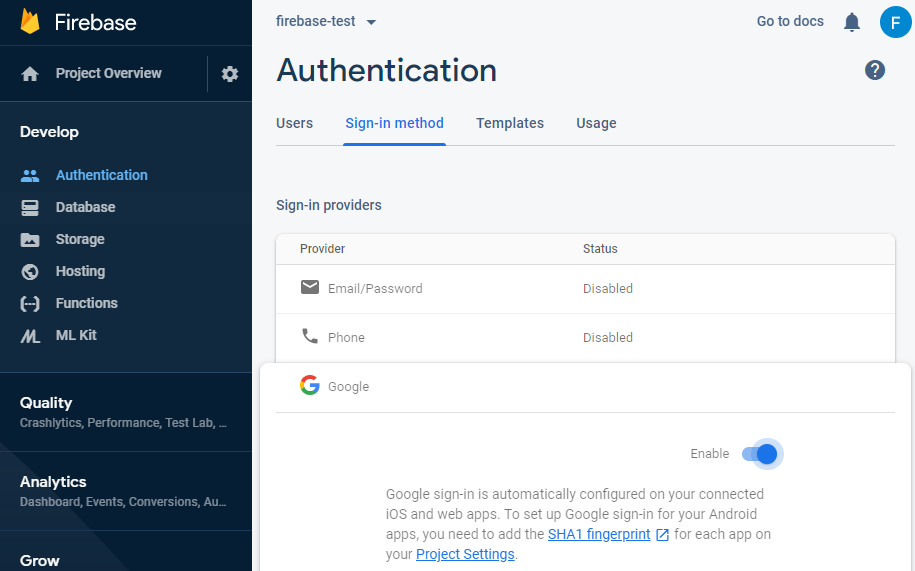 Firebase
Project Overview
Develop
Authentication
Database
Storage
Hosting
Functions
ML Kit
Quality
Crashlytics, Performance, Test Lab, ...
Analytics
Dashboard, Events, Conversions, Au...
Grow
firebase-test
Go to docs
F
Authentication
?
Users Sign-in method Templates Usage
Sign-in providers
Provider Status
Email/Password Disabled
Phone Disabled
G Google
Enable
Google sign-in is automatically configured on your connected
iOS and web apps. To set up Google sign-in for your Android
apps, you need to add the SHA1 fingerprint for each app on
your Project Settings.